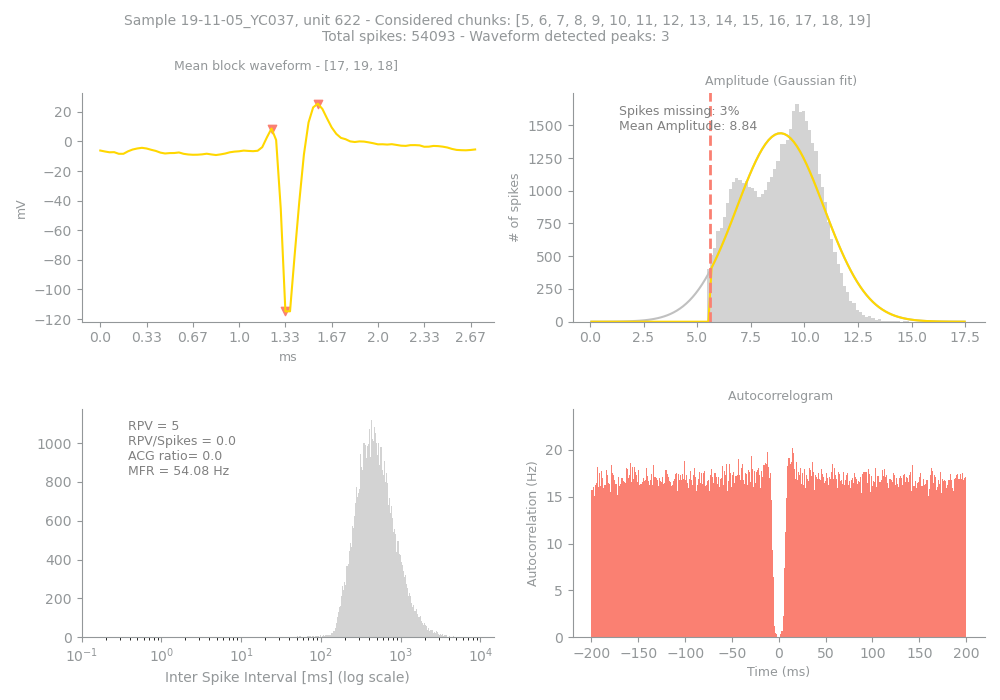 Sample 19-11-05_YC037, unit 622 - Considered chunks: [5, 6, 7, 8, 9, 10, 11, 12, 13, 14, 15, 16, 17, 18, 19]
Total spikes: 54093 - Waveform detected peaks: 3
Mean block waveform - [17, 19, 18]
20
0
−20
−40
−60
−80
−100
−120
mV
0.0 0.33 0.67 1.0 1.33 1.67 2.0 2.33 2.67
ms
Amplitude (Gaussian fit)
Spikes missing: 3%
Mean Amplitude: 8.84
1500
1250
1000
750
500
250
0
# of spikes
0.0 2.5 5.0 7.5 10.0 12.5 15.0 17.5
RPV = 5
RPV/Spikes = 0.0
ACG ratio= 0.0
MFR = 54.08 Hz
1000
800
600
400
200
0
10−1 100 101 102 103 104
Inter Spike Interval [ms] (log scale)
Autocorrelogram
20
15
10
5
0
Autocorrelation (Hz)
−200 −150 −100 −50 0 50 100 150 200
Time (ms)